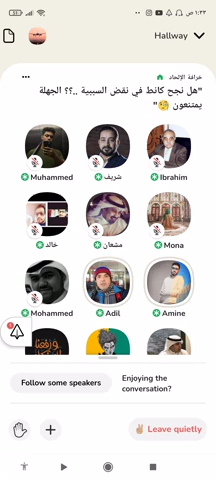 ١:٣٣ ص
Hallway
خرافة الإلحاد
"هل نجح كانط في نقض السببية ..؟؟ الجهلة
يمتنعون 🧐"
Muhammed
شريف
Ibrahim
خالد
مشعان
Mona
Mohammed
Adil
Amine
Follow some speakers
Enjoying the
conversation?
Leave quietly